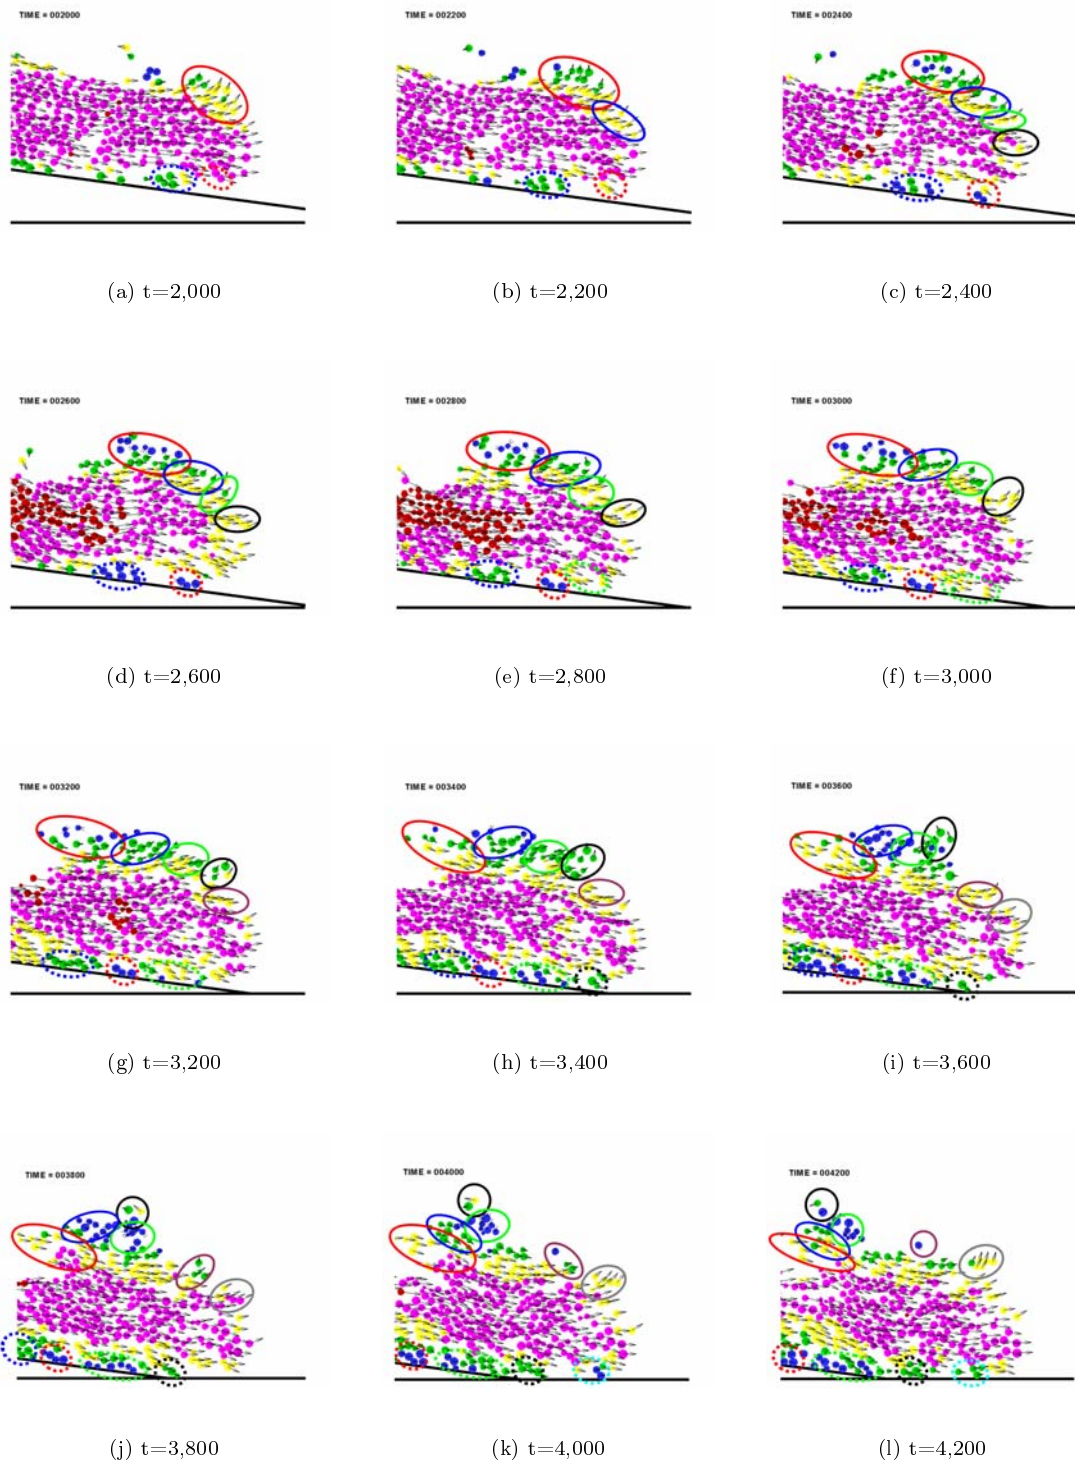 TIME = 002000
TIME = 002200
TIME = 002400
(a) t=2,000
(b) t=2,200
(c) t=2,400
TIME = 002600
TIME = 002800
TIME = 003000
(d) t=2,600
(e) t=2,800
(f) t=3,000
TIME = 003200
TIME = 003400
TIME = 003600
(g) t=3,200
(h) t=3,400
(i) t=3,600
TIME = 003800
TIME = 004000
TIME = 004200
(j) t=3,800
(k) t=4,000
(l) t=4,200